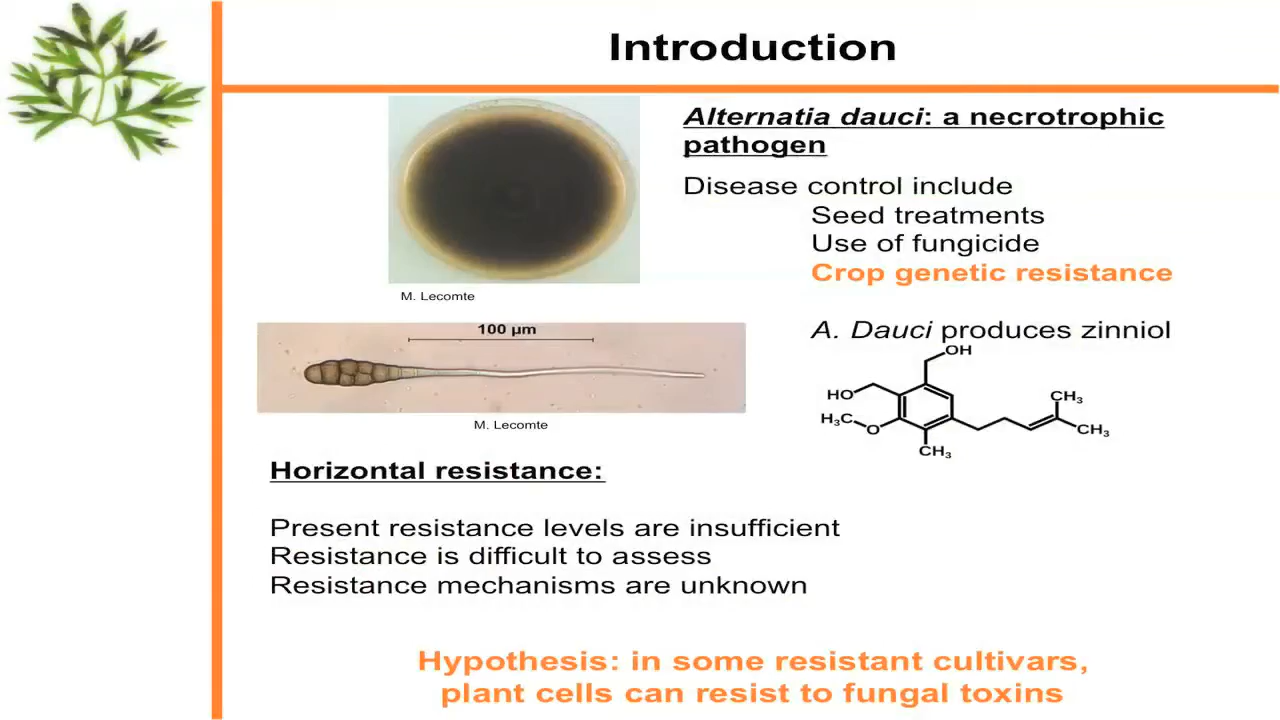 Introduction
Alternatia dauci: a necrotrophic
pathogen
Disease control include
Seed treatments
Use of fungicide
Crop genetic resistance
M. Lecomte
100 µm
M. Lecomte
A. Dauci produces zinniol
OH
HO
H₃C
O
CH₃
CH₃
CH₃
Horizontal resistance:
Present resistance levels are insufficient
Resistance is difficult to assess
Resistance mechanisms are unknown
Hypothesis: in some resistant cultivars,
plant cells can resist to fungal toxins